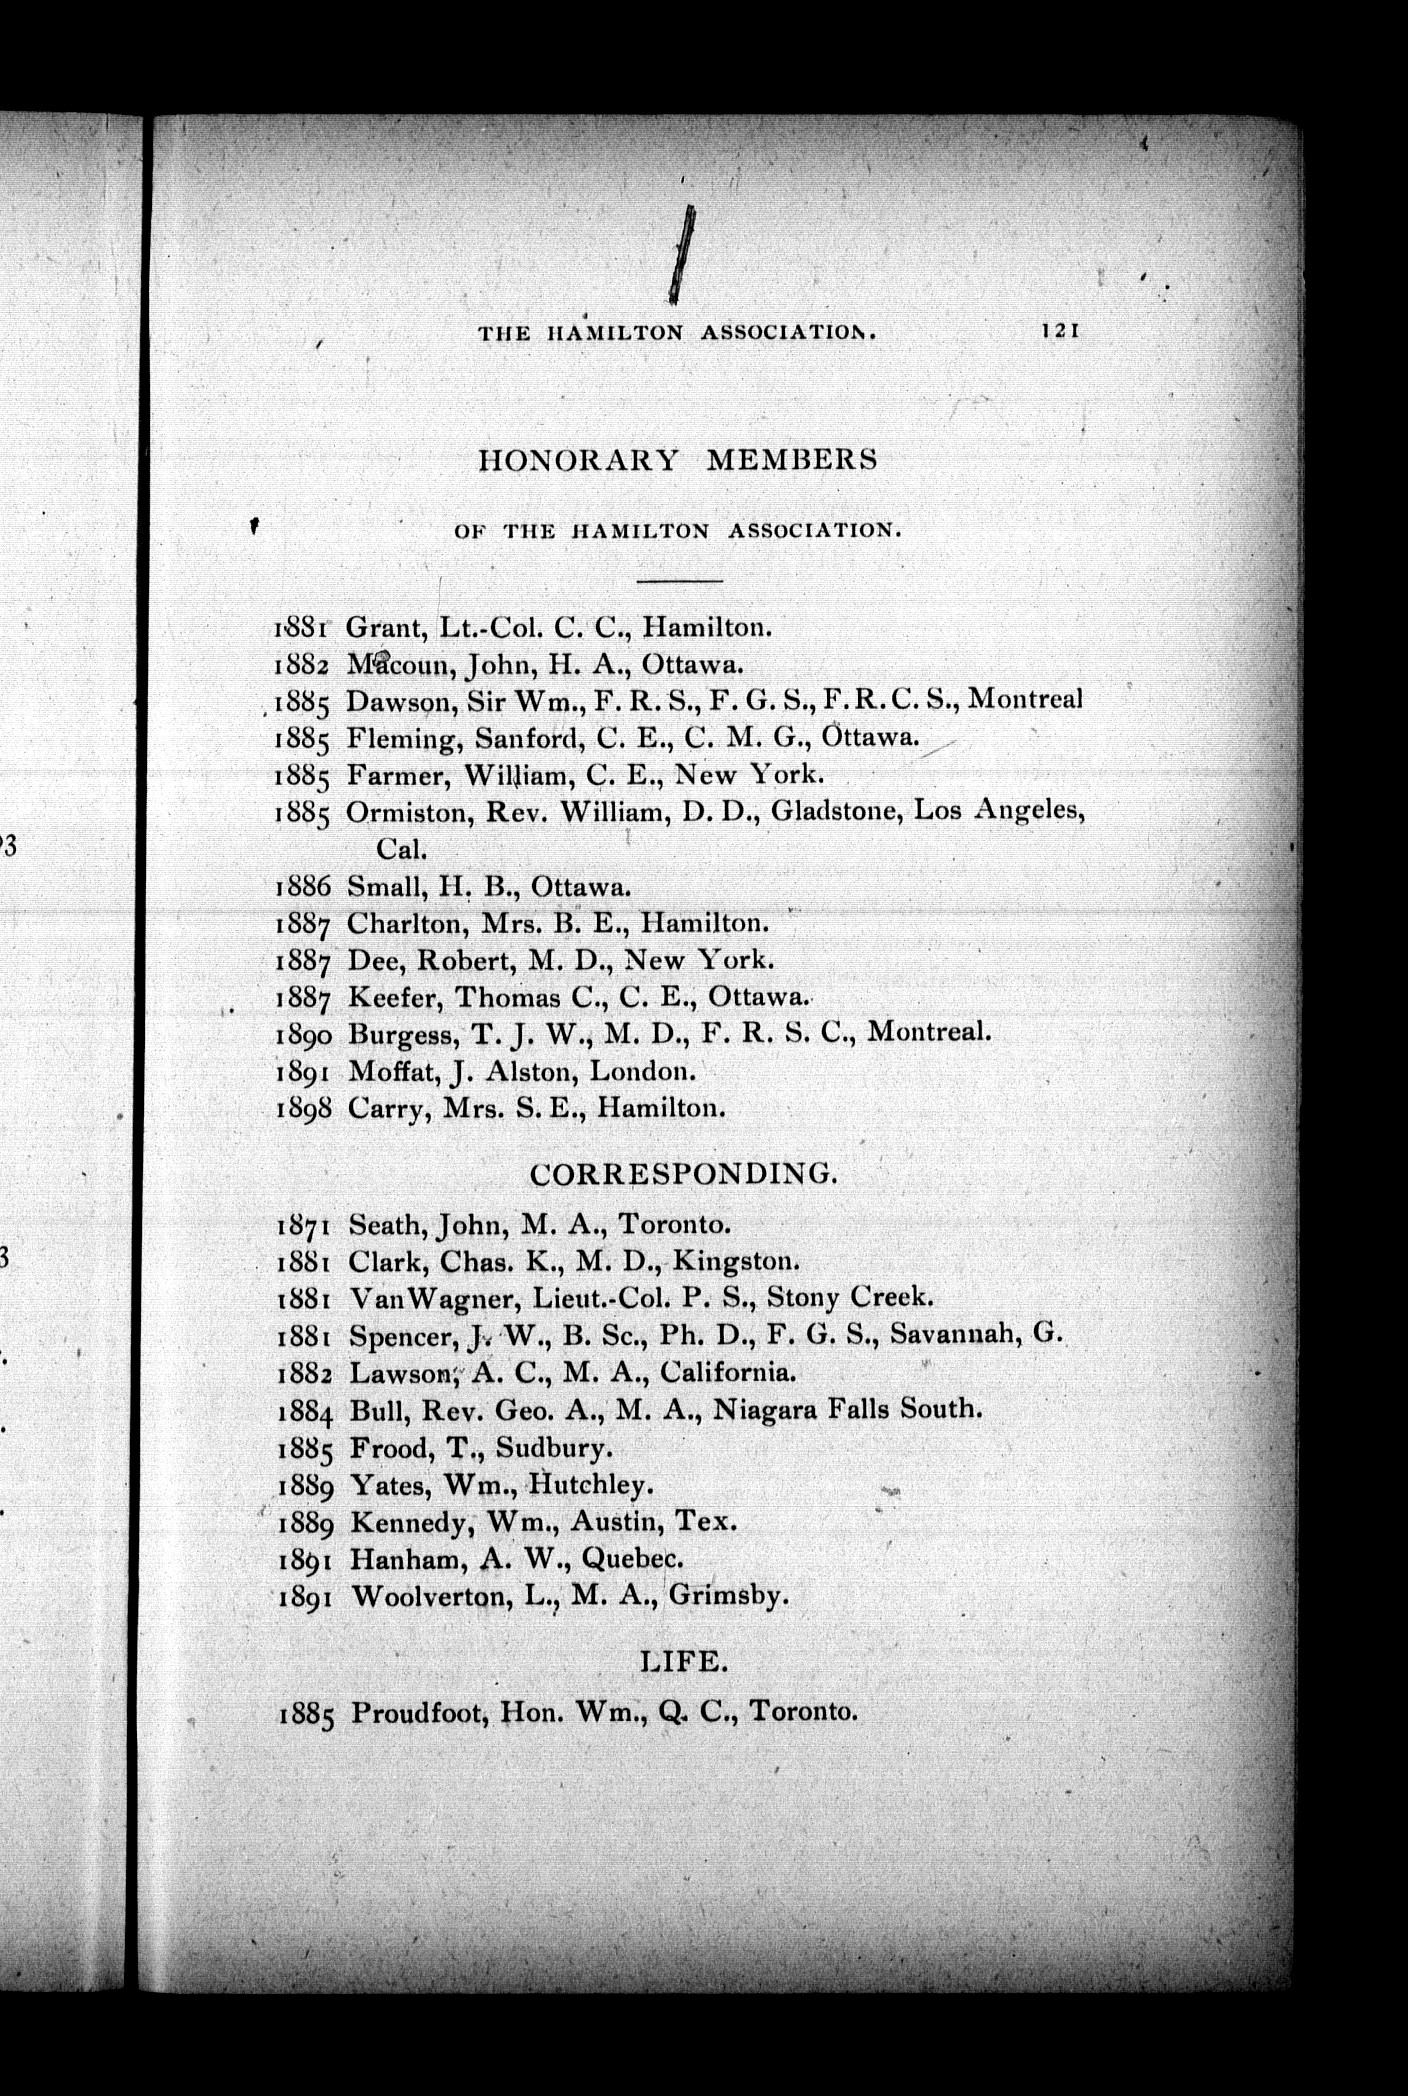 THE HAMILTON ASSOCIATION. 121
HONORARY MEMBERS
OF THE HAMILTON ASSOCIATION.
1881 Grant, Lt.-Col. C. C., Hamilton.
1882 Macoun, John, H. A., Ottawa.
1885 Dawson, Sir Wm., F. R. S., F. G. S., F. R. C. S., Montreal
1885 Fleming, Sanford, C. E., C. M. G., Ottawa.
1885 Farmer, William, C. E., New York.
1885 Ormiston, Rev. William, D. D., Gladstone, Los Angeles,
Cal.
1886 Small, H. B., Ottawa.
1887 Charlton, Mrs. B. E., Hamilton.
1887 Dee, Robert, M. D., New York.
1887 Keefer, Thomas C., C. E., Ottawa.
1890 Burgess, T. J. W., M. D., F. R. S. C., Montreal.
1891 Moffat, J. Alston, London.
1898 Carry, Mrs. S. E., Hamilton.
CORRESPONDING.
1871 Seath, John, M. A., Toronto.
1881 Clark, Chas. K., M. D., Kingston.
1881 VanWagner, Lieut.-Col. P. S., Stony Creek.
1881 Spencer, J. W., B. Sc., Ph. D., F. G. S., Savannah, G.
1882 Lawson, A. C., M. A., California.
1884 Bull, Rev. Geo. A., M. A., Niagara Falls South.
1885 Frood, T., Sudbury.
1889 Yates, Wm., Hutchley.
1889 Kennedy, Wm., Austin, Tex.
1891 Hanham, A. W., Quebec.
1891 Woolverton, L., M. A., Grimsby.
LIFE.
1885 Proudfoot, Hon. Wm., Q. C., Toronto.